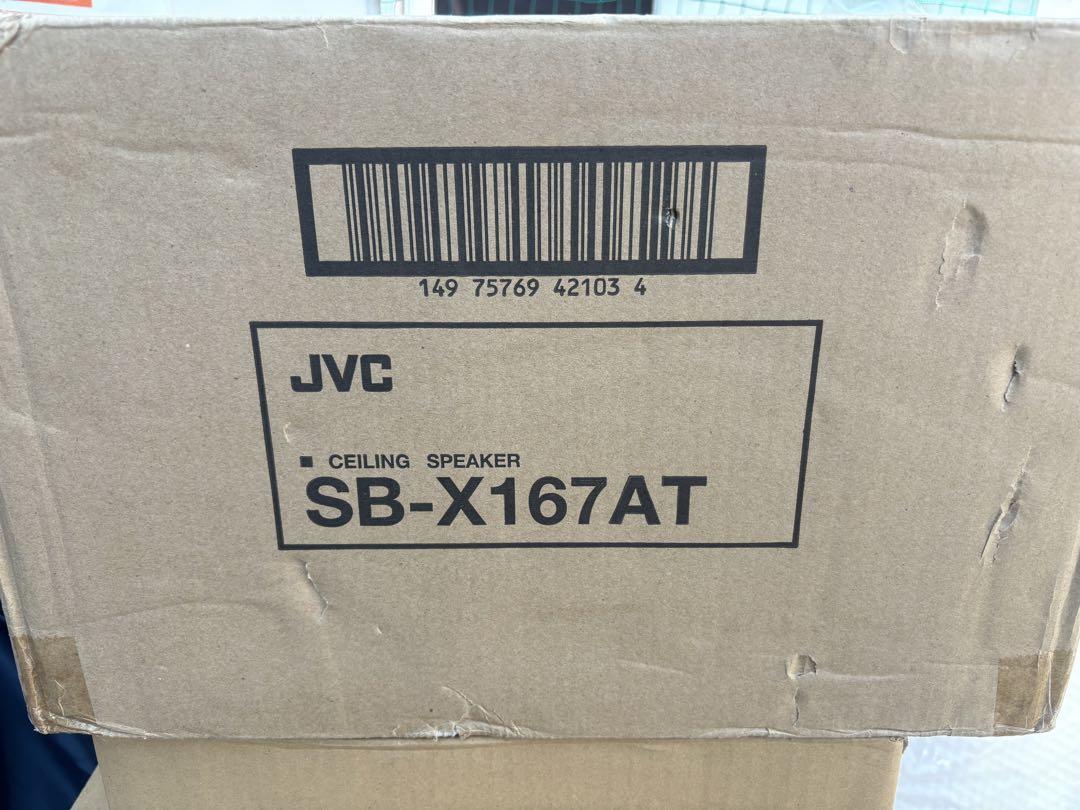 149 75769 42103 4
JVC
■ CEILING SPEAKER
SB-X167AT